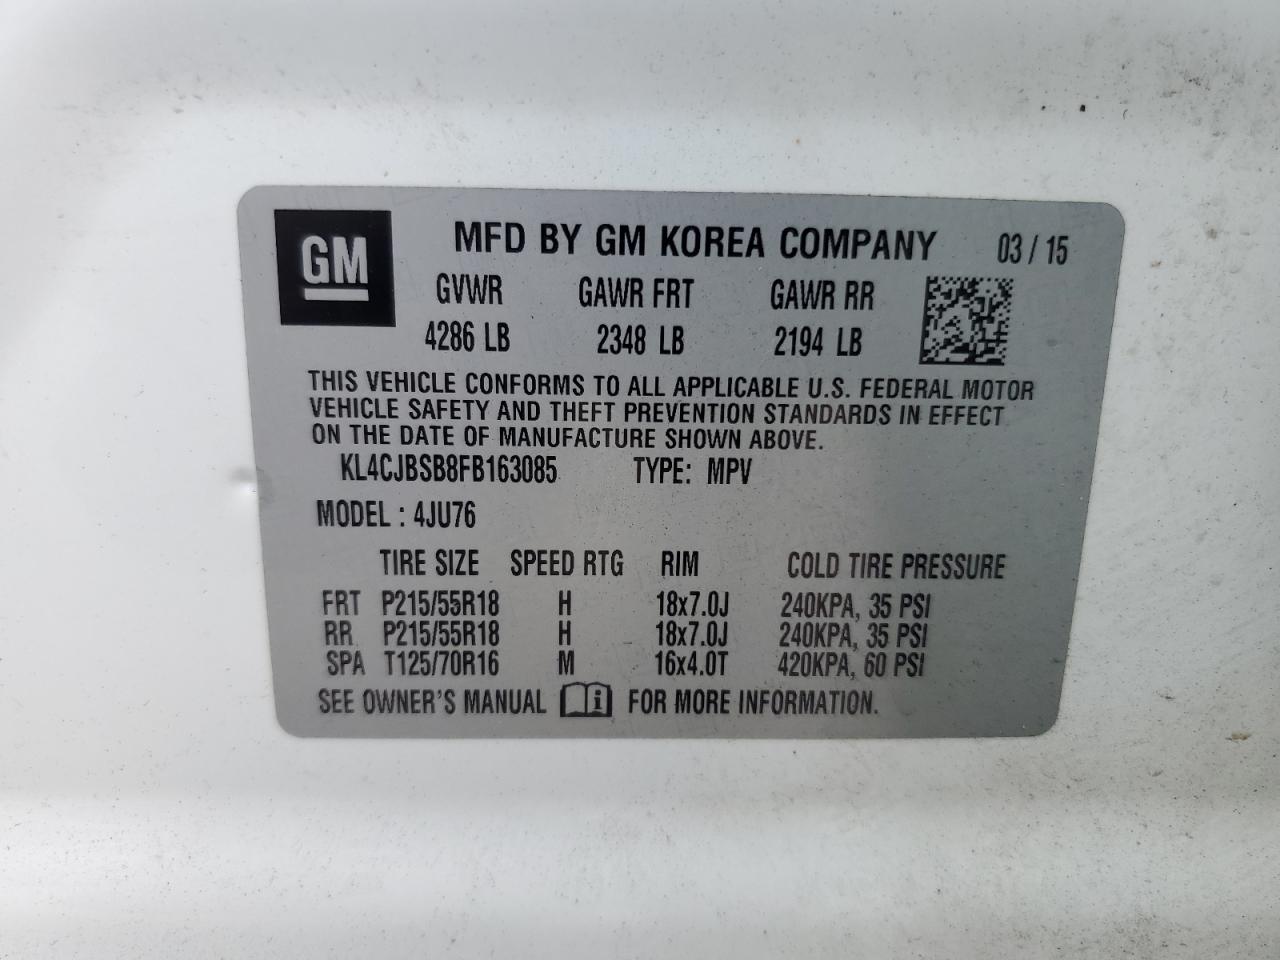 GM
MFD BY GM KOREA COMPANY 03 / 15
GVWR GAWR FRT GAWR RR
4286 LB 2348 LB 2194 LB
THIS VEHICLE CONFORMS TO ALL APPLICABLE U.S. FEDERAL MOTOR
VEHICLE SAFETY AND THEFT PREVENTION STANDARDS IN EFFECT
ON THE DATE OF MANUFACTURE SHOWN ABOVE.
KL4CJBSB8FB163085 TYPE: MPV
MODEL : 4JU76
TIRE SIZE SPEED RTG RIM COLD TIRE PRESSURE
FRT P215/55R18 H 18x7.0J 240KPA, 35 PSI
RR P215/55R18 H 18x7.0J 240KPA, 35 PSI
SPA T125/70R16 M 16x4.0T 420KPA, 60 PSI
SEE OWNER'S MANUAL i FOR MORE INFORMATION.